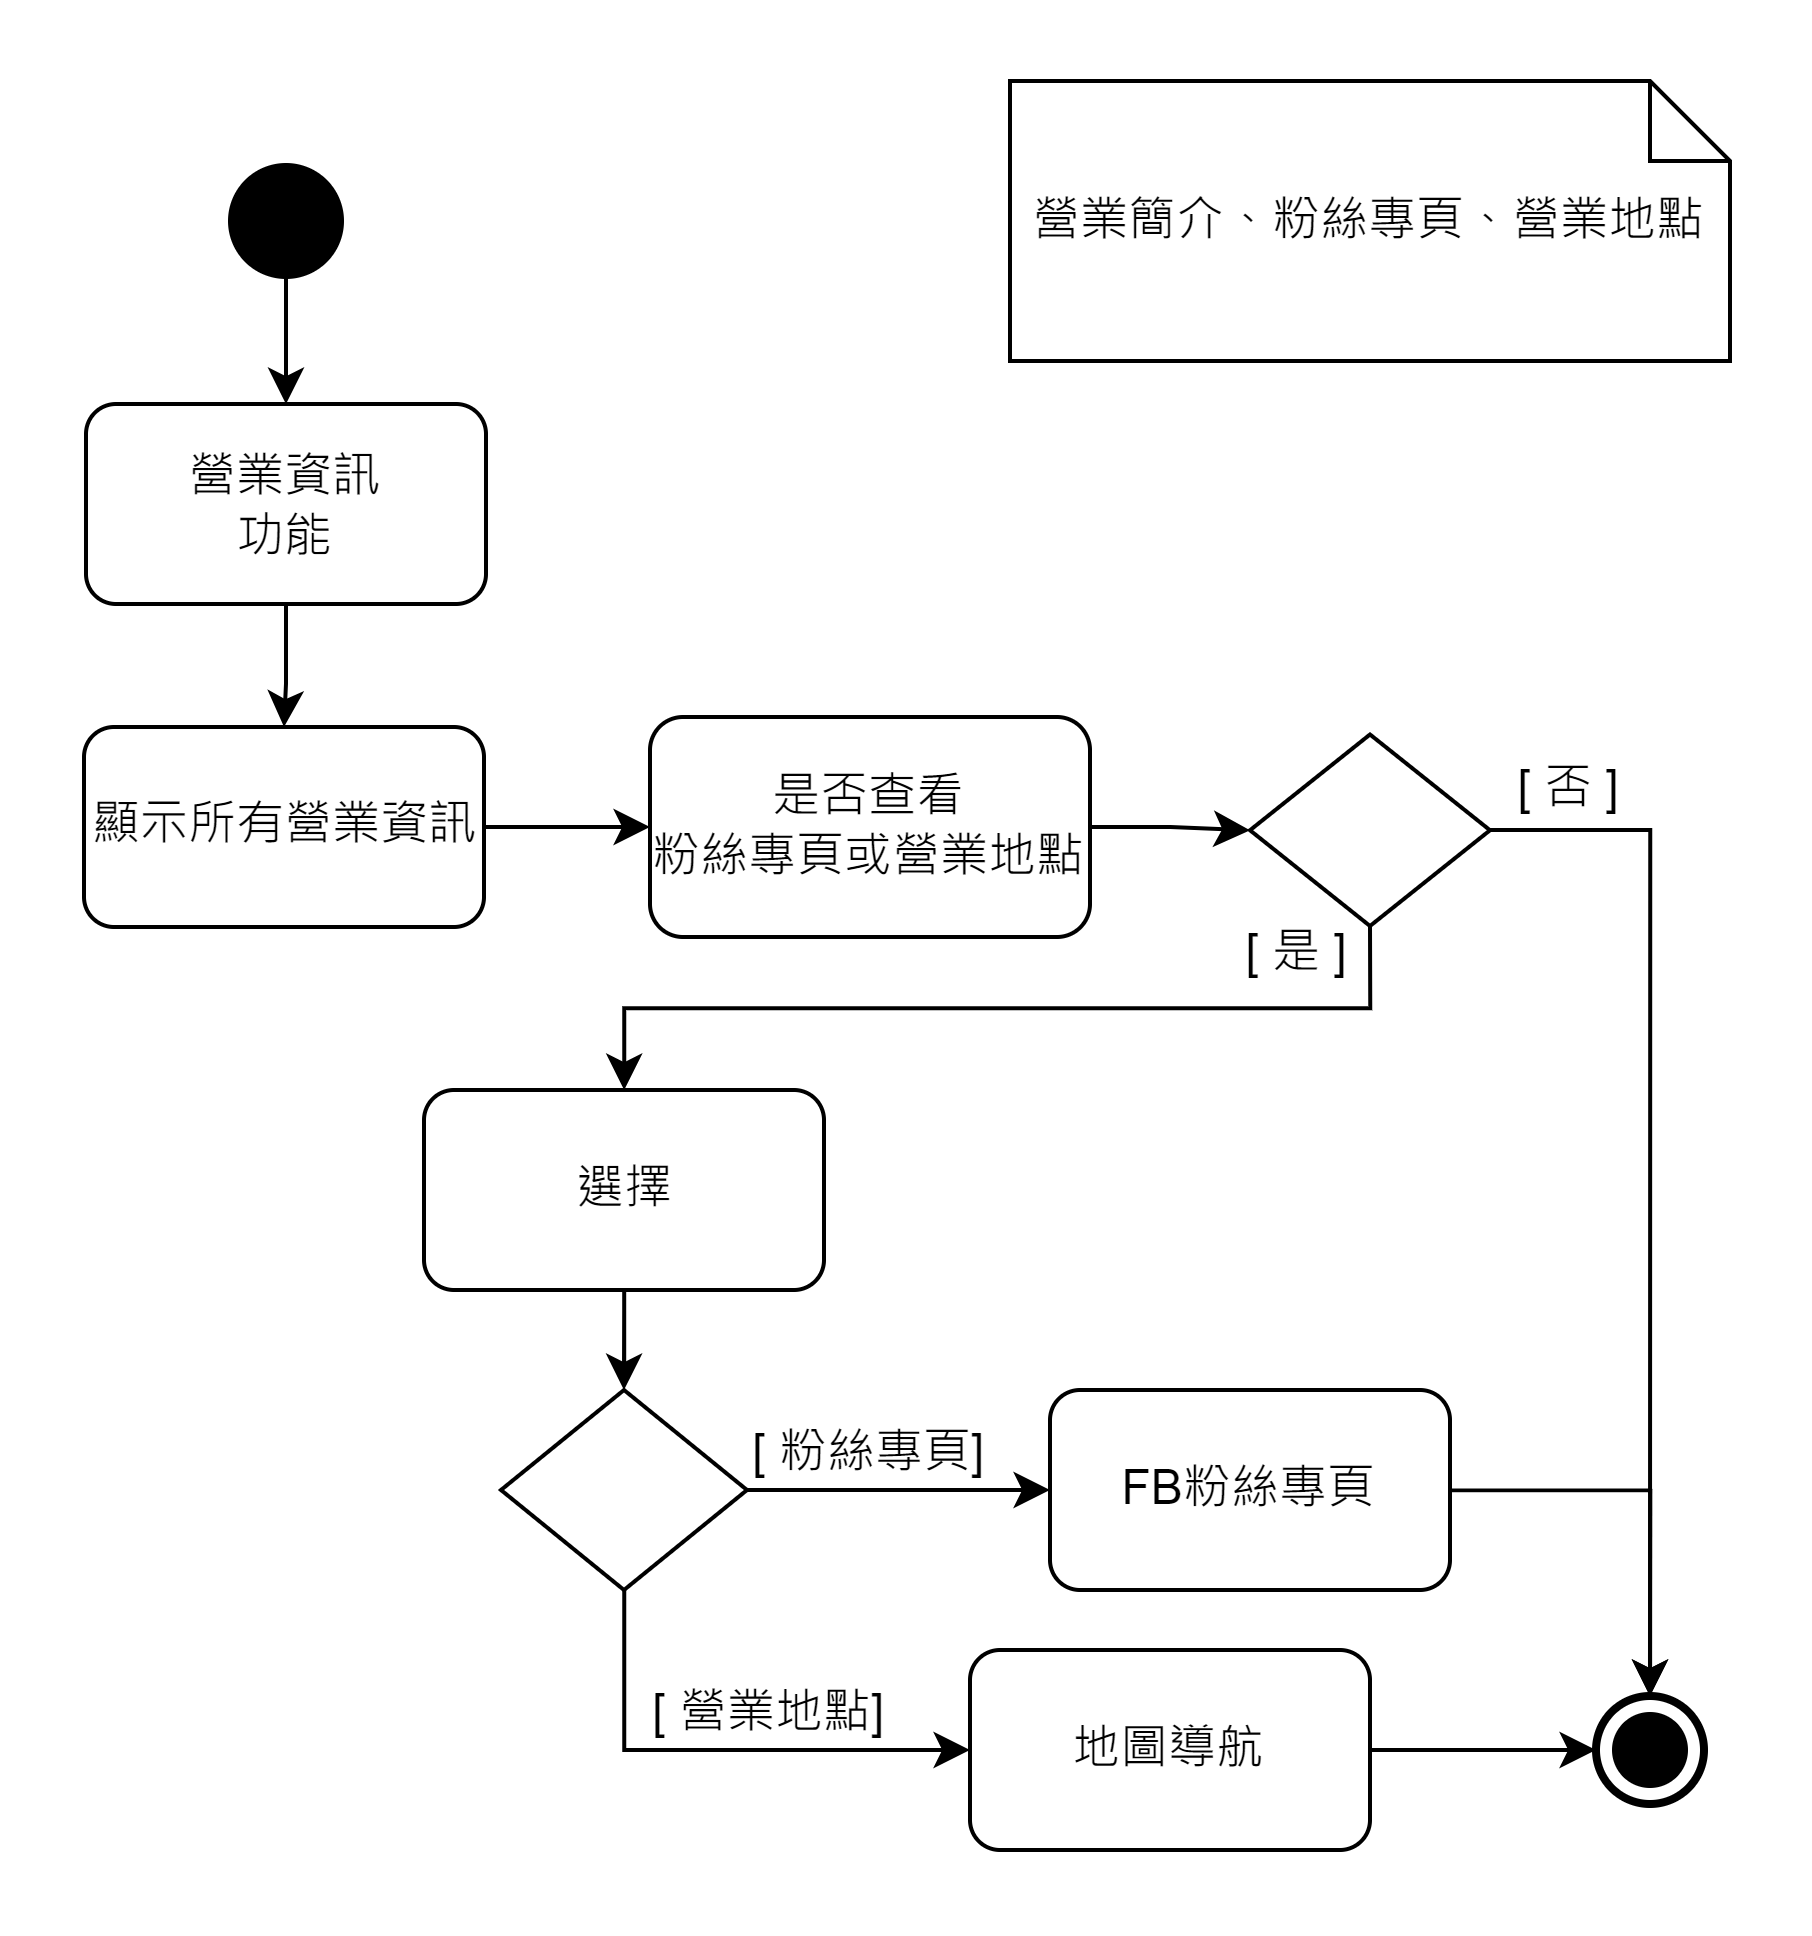 營業簡介、粉絲專頁、營業地點
營業資訊
功能
顯示所有營業資訊
是否查看
粉絲專頁或營業地點
[ 否 ]
[ 是 ]
選擇
[ 粉絲專頁]
FB粉絲專頁
[ 營業地點]
地圖導航